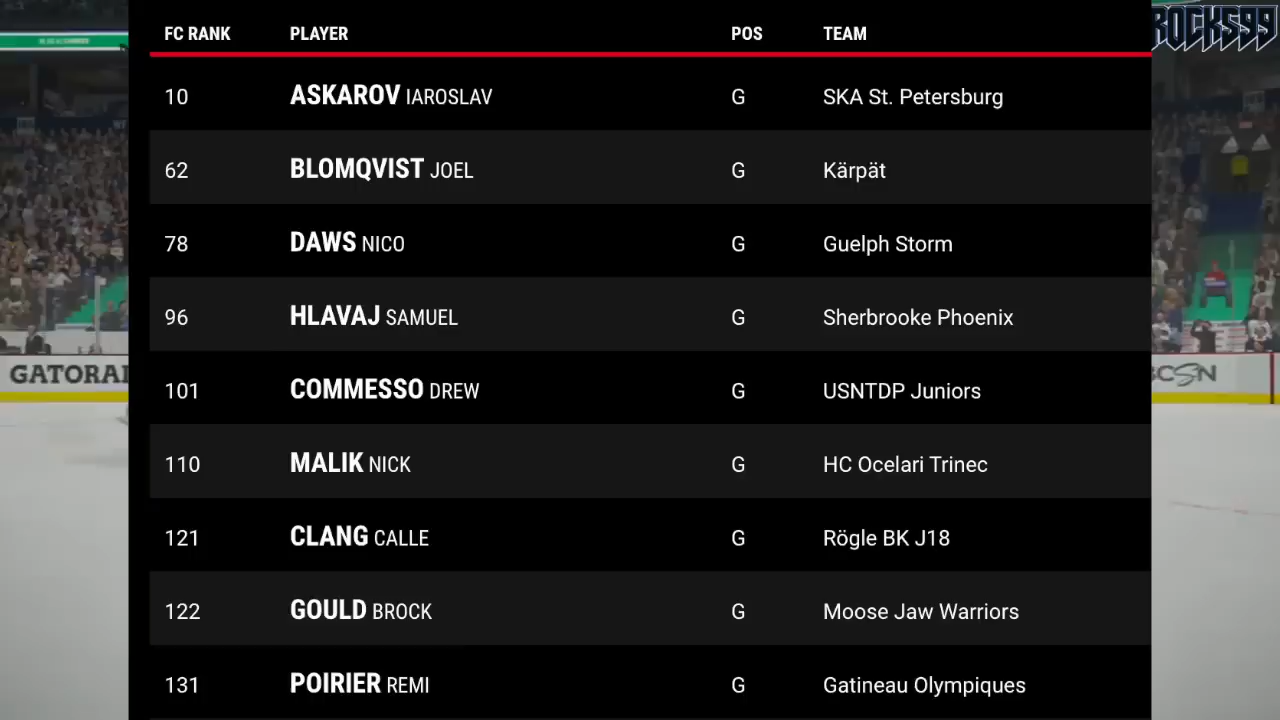 FC RANK PLAYER POS TEAM
ROCKS99
10 ASKAROV IAROSLAV G SKA St. Petersburg
62 BLOMQVIST JOEL G Kärpät
78 DAWS NICO G Guelph Storm
96 HLAVAJ SAMUEL G Sherbrooke Phoenix
GATORA
101 COMMESSO DREW G USNTDP Juniors
110 MALIK NICK G HC Ocelari Trinec
121 CLANG CALLE G Rögle BK J18
122 GOULD BROCK G Moose Jaw Warriors
131 POIRIER REMI G Gatineau Olympiques